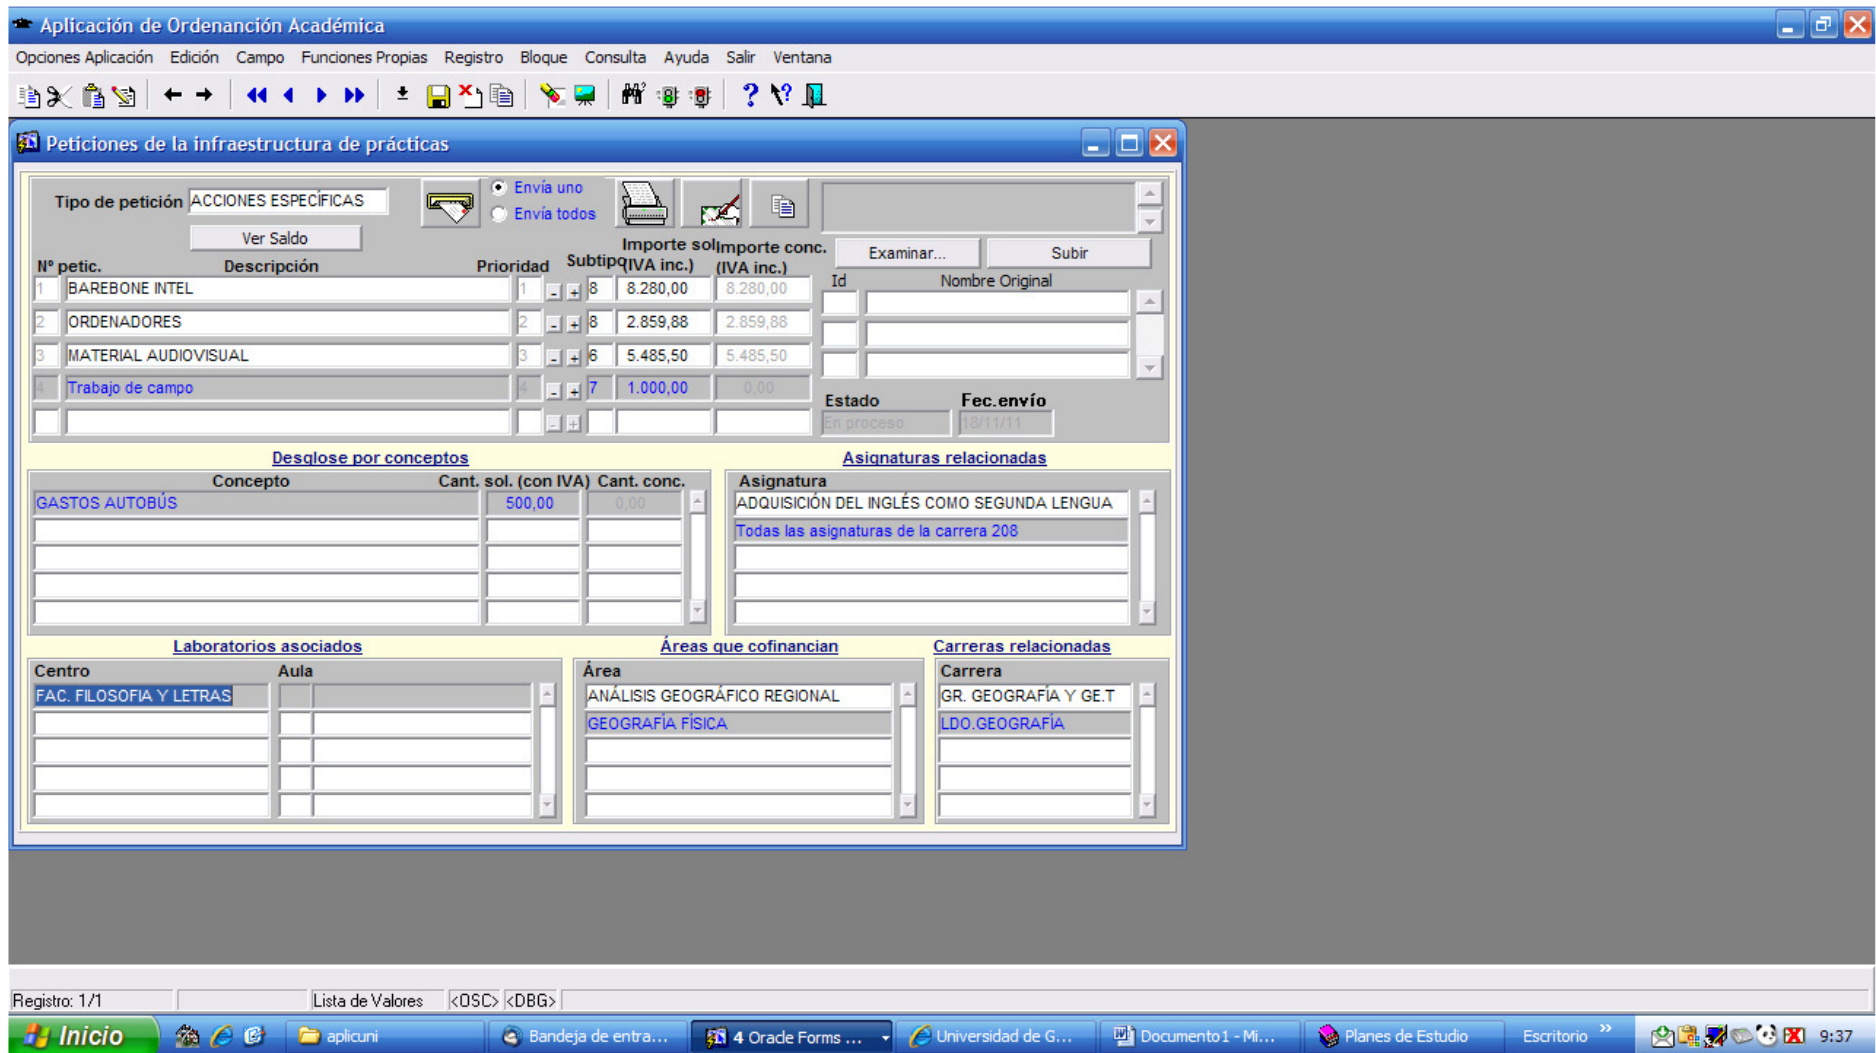 Aplicación de Ordenanción Académica
Opciones Aplicación Edición Campo Funciones Propias Registro Bloque Consulta Ayuda Salir Ventana
Peticiones de la infraestructura de prácticas
Tipo de petición ACCIONES ESPECÍFICAS
Envía uno
Envía todos
Ver Saldo
Examinar... Subir
Nº petic. Descripción Prioridad Subtipo Importe sol (IVA inc.) Importe conc. (IVA inc.)
Id Nombre Original
1 BAREBONE INTEL 1 - + 8 8.280,00 8.280,00
2 ORDENADORES 2 - + 8 2.859,88 2.859,88
3 MATERIAL AUDIOVISUAL 3 - + 6 5.485,50 5.485,50
4 Trabajo de campo 4 - + 7 1.000,00 0,00
- +
Estado Fec.envío
En proceso 18/11/11
Desglose por conceptos
Concepto Cant. sol. (con IVA) Cant. conc.
GASTOS AUTOBÚS 500,00 0,00
Asignaturas relacionadas
Asignatura
ADQUISICIÓN DEL INGLÉS COMO SEGUNDA LENGUA
Todas las asignaturas de la carrera 208
Laboratorios asociados
Centro Aula
FAC. FILOSOFIA Y LETRAS
Áreas que cofinancian
Área
ANÁLISIS GEOGRÁFICO REGIONAL
GEOGRAFÍA FÍSICA
Carreras relacionadas
Carrera
GR. GEOGRAFÍA Y GE.T
LDO.GEOGRAFÍA
Registro: 1/1 Lista de Valores <OSC> <DBG>
Inicio aplicuni Bandeja de entra... 4 Oracle Forms ... Universidad de G... Documento1 - Mi... Planes de Estudio Escritorio » 9:37